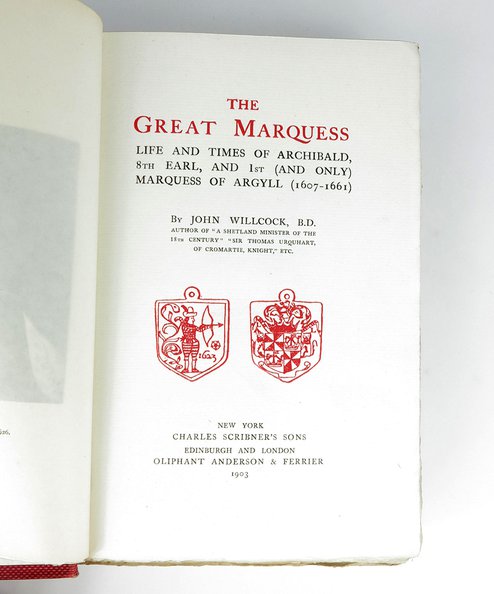 THE
GREAT MARQUESS
LIFE AND TIMES OF ARCHIBALD,
8TH EARL, AND 1ST (AND ONLY)
MARQUESS OF ARGYLL (1607-1661)
BY JOHN WILLCOCK, B.D.
AUTHOR OF "A SHETLAND MINISTER OF THE
18TH CENTURY" "SIR THOMAS URQUHART,
OF CROMARTIE, KNIGHT," ETC.
1603
NEW YORK
CHARLES SCRIBNER'S SONS
EDINBURGH AND LONDON
OLIPHANT ANDERSON & FERRIER
1903